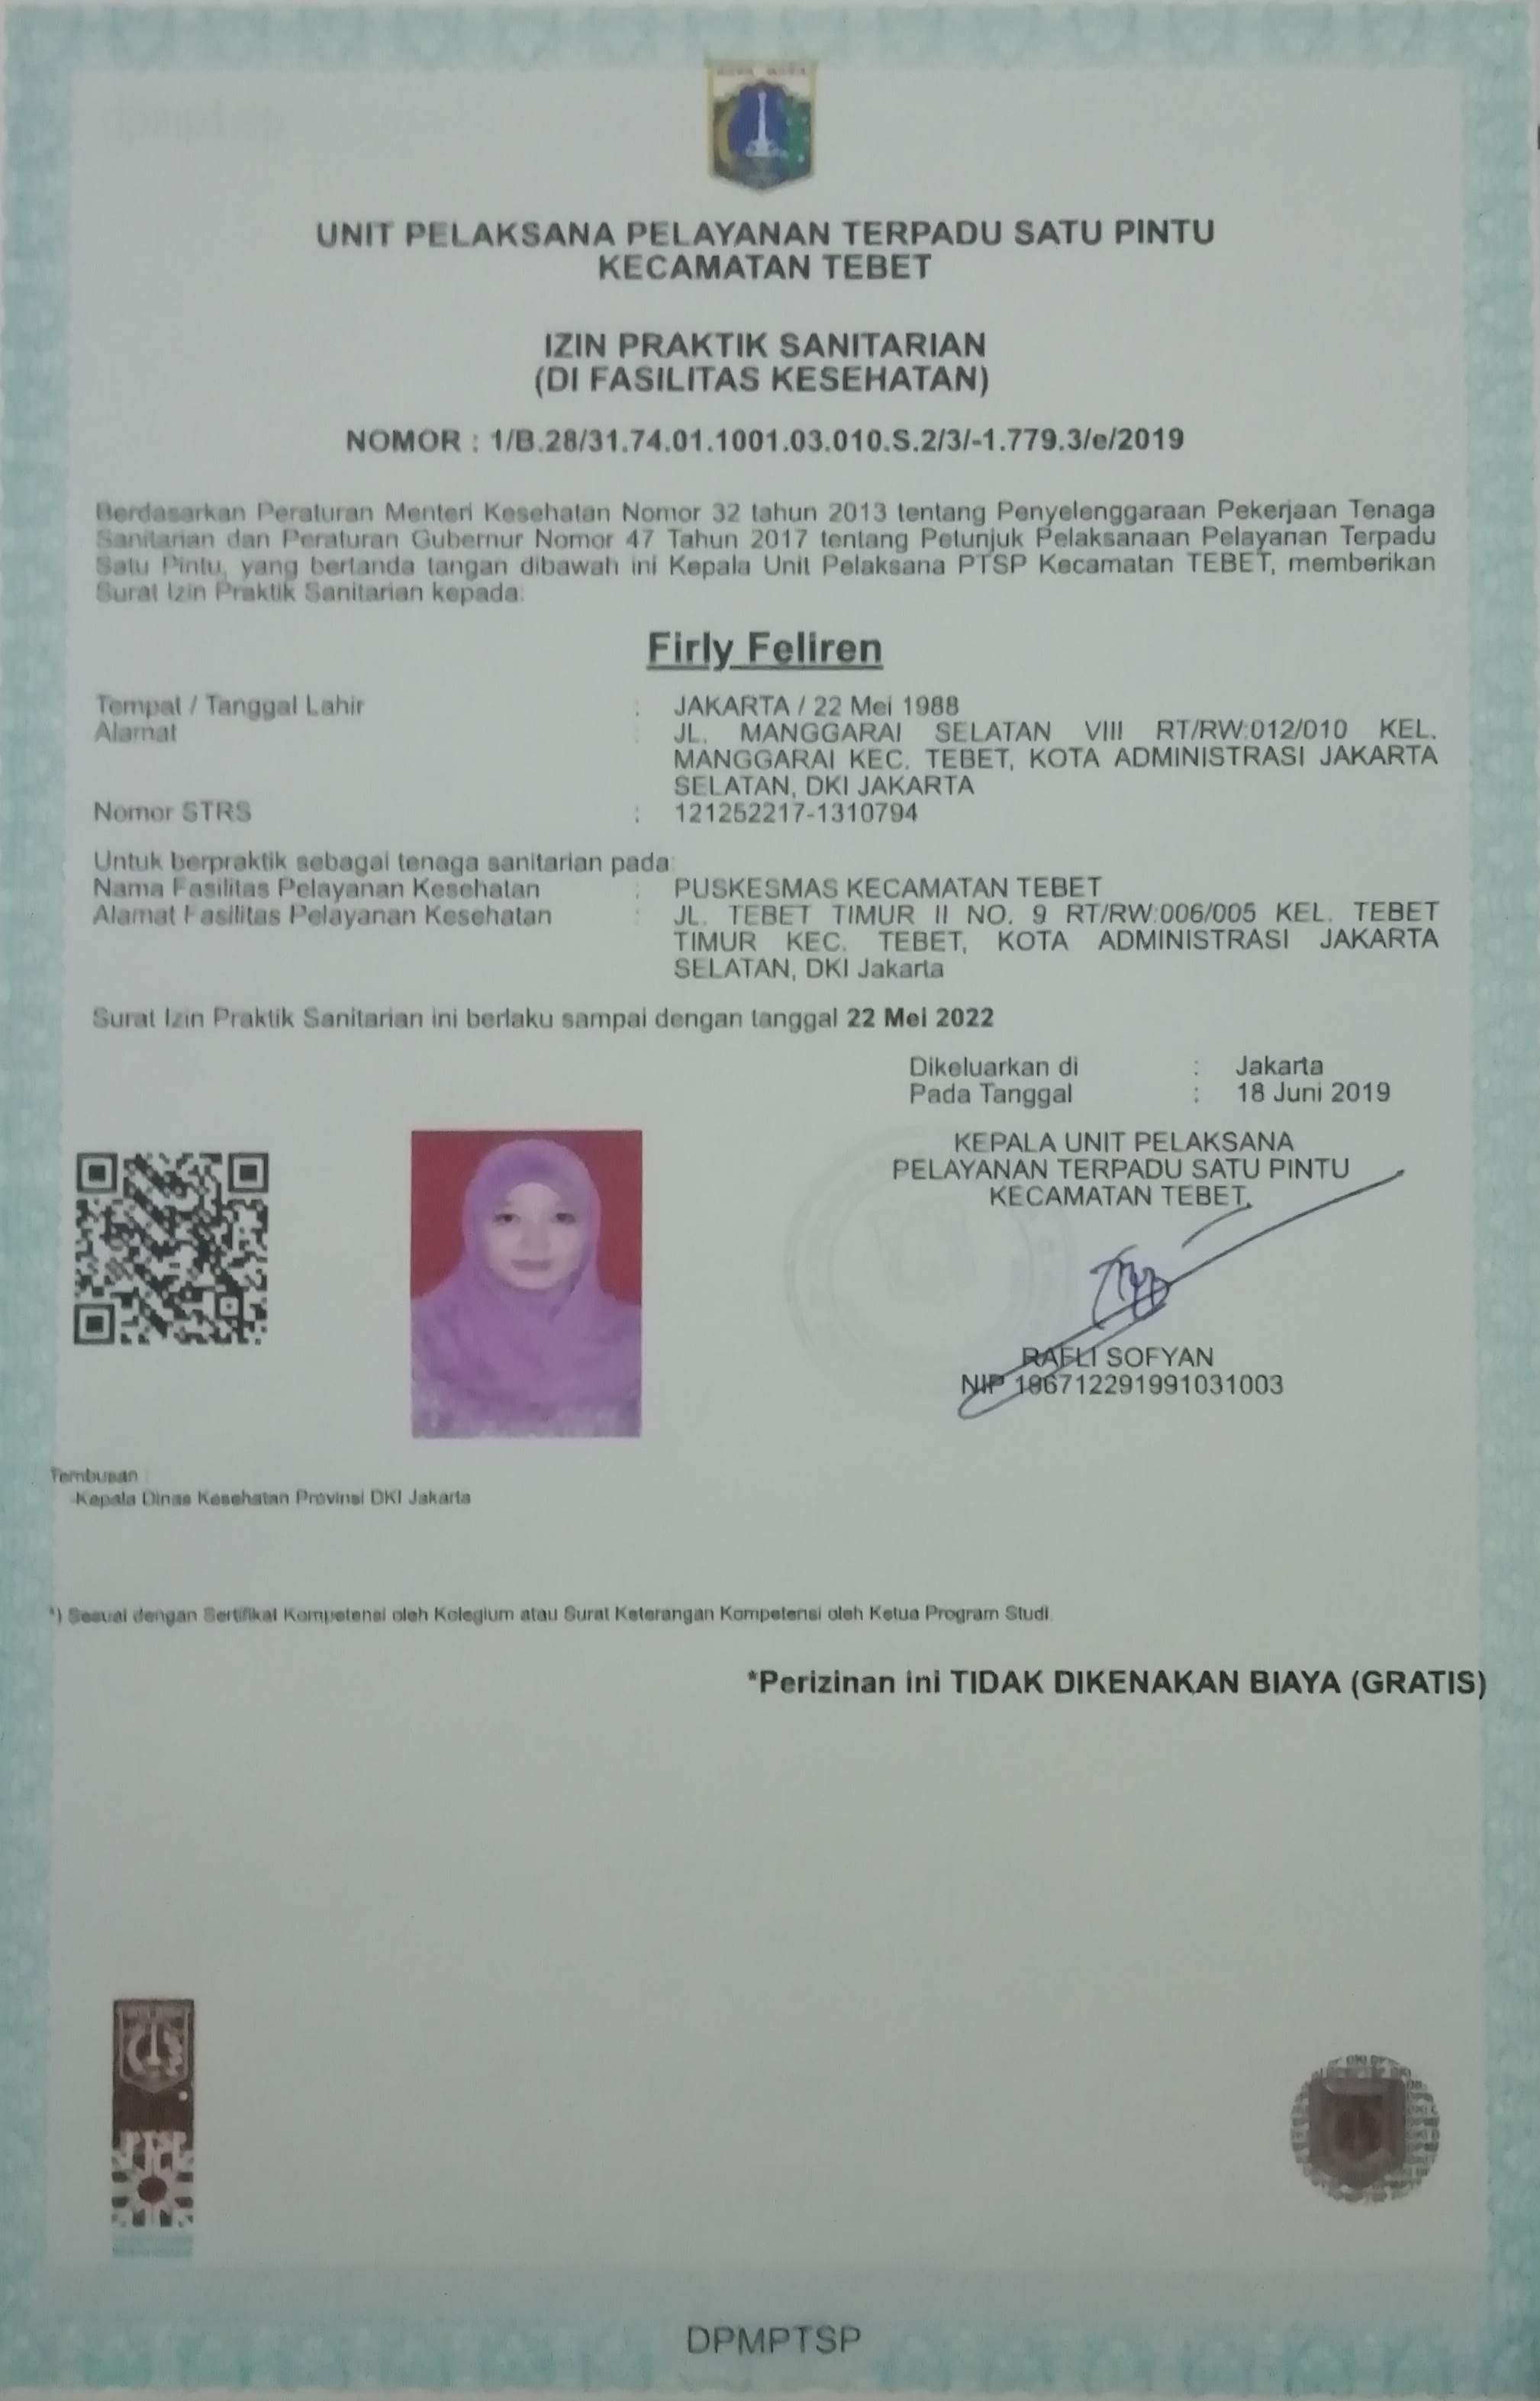 UNIT PELAKSANA PELAYANAN TERPADU SATU PINTU
KECAMATAN TEBET
IZIN PRAKTIK SANITARIAN
(DI FASILITAS KESEHATAN)
NOMOR : 1/B.28/31.74.01.1001.03.010.S.2/3/-1.779.3/e/2019
Berdasarkan Peraturan Menteri Kesehatan Nomor 32 tahun 2013 tentang Penyelenggaraan Pekerjaan Tenaga
Sanitarian dan Peraturan Gubernur Nomor 47 Tahun 2017 tentang Petunjuk Pelaksanaan Pelayanan Terpadu
Satu Pintu, yang bertanda tangan dibawah ini Kepala Unit Pelaksana PTSP Kecamatan TEBET, memberikan
Surat Izin Praktik Sanitarian kepada:
Firly Feliren
Tempat / Tanggal Lahir : JAKARTA / 22 Mei 1988
Alamat : JL. MANGGARAI SELATAN VIII RT/RW:012/010 KEL.
MANGGARAI KEC. TEBET, KOTA ADMINISTRASI JAKARTA
SELATAN, DKI JAKARTA
Nomor STRS : 121252217-1310794
Untuk berpraktik sebagai tenaga sanitarian pada:
Nama Fasilitas Pelayanan Kesehatan : PUSKESMAS KECAMATAN TEBET
Alamat Fasilitas Pelayanan Kesehatan : JL. TEBET TIMUR II NO. 9 RT/RW:006/005 KEL. TEBET
TIMUR KEC. TEBET, KOTA ADMINISTRASI JAKARTA
SELATAN, DKI Jakarta
Surat Izin Praktik Sanitarian ini berlaku sampai dengan tanggal 22 Mei 2022
Dikeluarkan di : Jakarta
Pada Tanggal : 18 Juni 2019
KEPALA UNIT PELAKSANA
PELAYANAN TERPADU SATU PINTU
KECAMATAN TEBET,
RAFLI SOFYAN
NIP 196712291991031003
Tembusan :
-Kepala Dinas Kesehatan Provinsi DKI Jakarta
*) Sesuai dengan Sertifikat Kompetensi oleh Kolegium atau Surat Keterangan Kompetensi oleh Ketua Program Studi.
*Perizinan ini TIDAK DIKENAKAN BIAYA (GRATIS)
PTSP
DPMPTSP